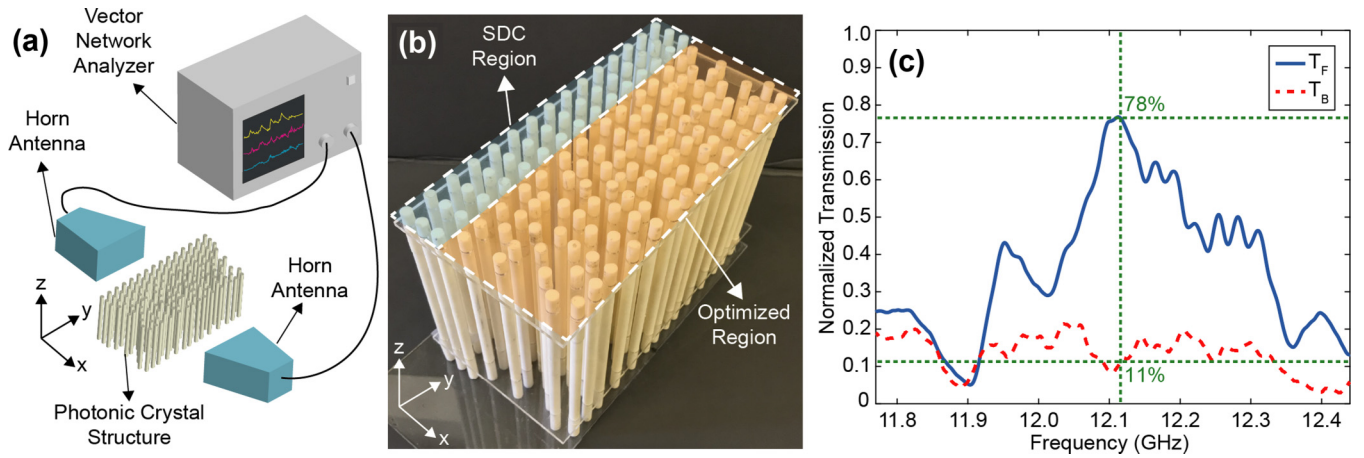 (a)
Vector
Network
Analyzer
Horn
Antenna
Horn
Antenna
z
y
x
Photonic Crystal
Structure
(b)
SDC
Region
Optimized
Region
z
y
x
(c)
1.0
0.9
0.8
0.7
0.6
0.5
0.4
0.3
0.2
0.1
0
Normalized Transmission
T_F
T_B
78%
11%
11.8 11.9 12.0 12.1 12.2 12.3 12.4
Frequency (GHz)